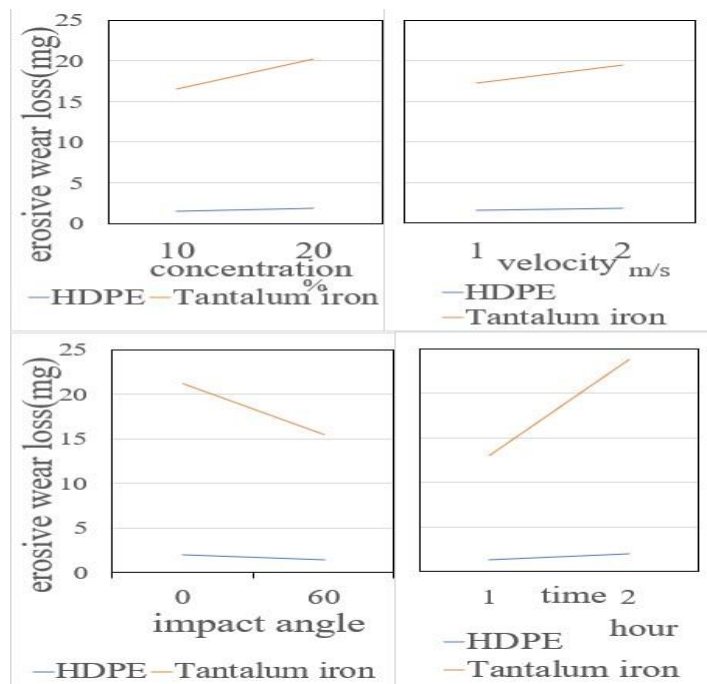 erosive wear loss(mg)
25
20
15
10
5
0
10 20
concentration
%
HDPE Tantalum iron
1 2
velocity m/s
HDPE
Tantalum iron
erosive wear loss(mg)
25
20
15
10
5
0
0 60
impact angle
HDPE Tantalum iron
1 time 2
hour
HDPE
Tantalum iron